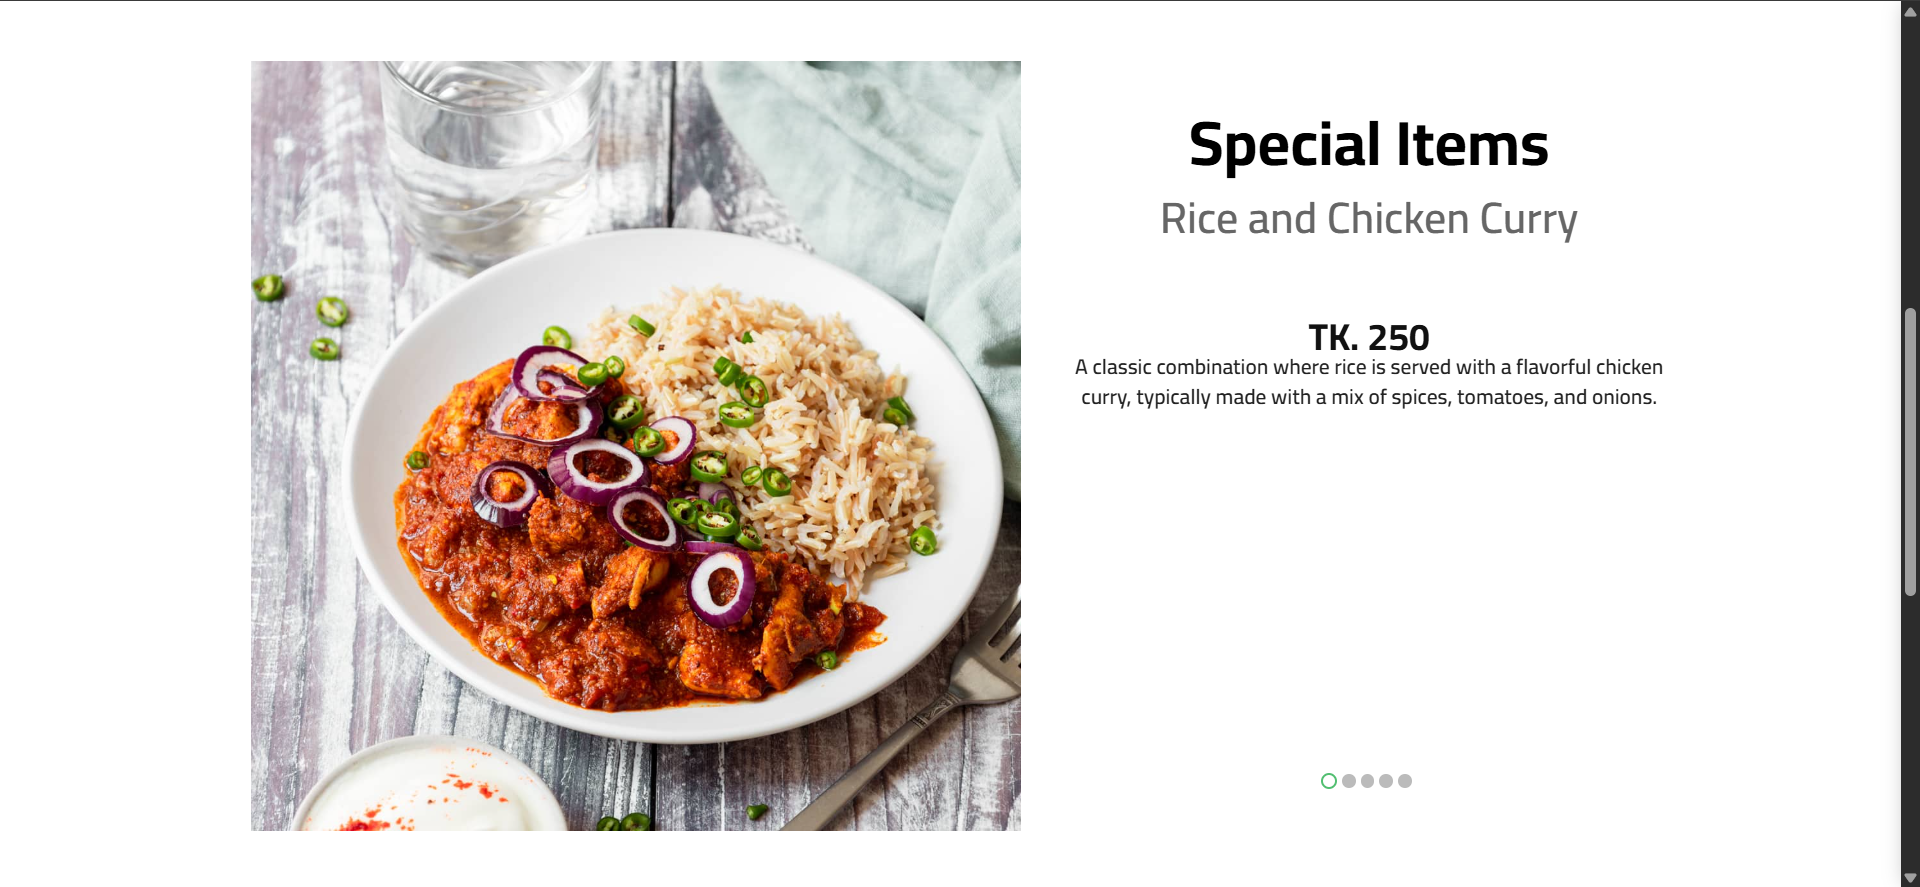 Special Items
Rice and Chicken Curry
TK. 250
A classic combination where rice is served with a flavorful chicken
curry, typically made with a mix of spices, tomatoes, and onions.